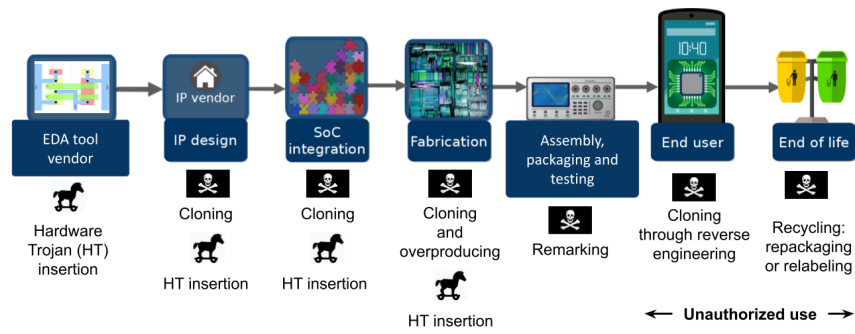 EDA tool
vendor
Hardware
Trojan (HT)
insertion
IP vendor
IP design
Cloning
HT insertion
SoC
integration
Cloning
HT insertion
Fabrication
Cloning
and
overproducing
HT insertion
Assembly,
packaging and
testing
Remarking
10:40
End user
Cloning
through reverse
engineering
End of life
Recycling:
repackaging
or relabeling
Unauthorized use